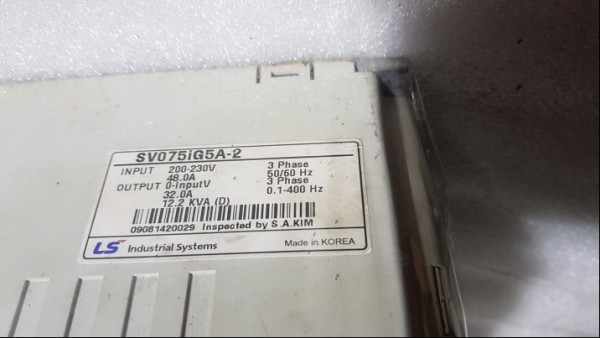 SV075iG5A-2
INPUT 200-230V 3 Phase
48.0A 50/60 Hz
OUTPUT 0-InputV 3 Phase
32.0A 0.1-400 Hz
12.2 KVA (D)
09081420029 Inspected by S.A.KIM
LS Industrial Systems Made in KOREA